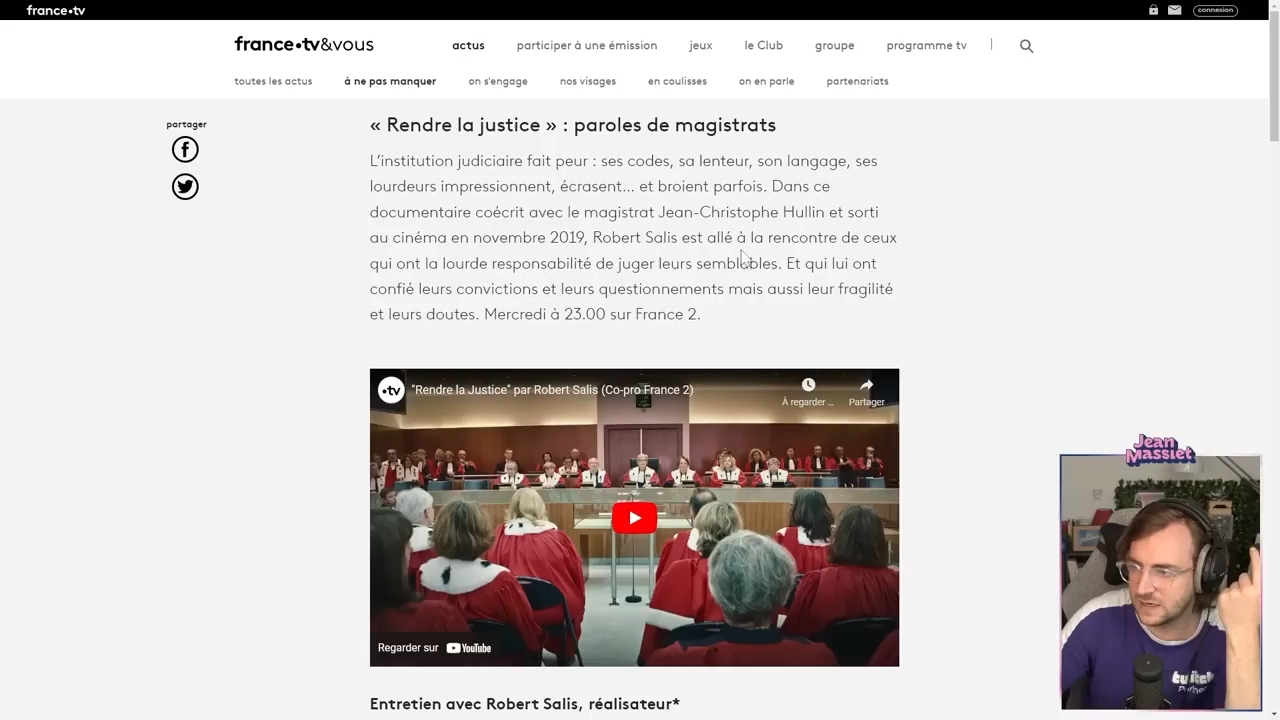 france•tv
connexion
france•tv&vous
actus participer à une émission jeux le Club groupe programme tv
toutes les actus à ne pas manquer on s'engage nos visages en coulisses on en parle partenariats
partager
« Rendre la justice » : paroles de magistrats
L'institution judiciaire fait peur : ses codes, sa lenteur, son langage, ses
lourdeurs impressionnent, écrasent… et broient parfois. Dans ce
documentaire coécrit avec le magistrat Jean-Christophe Hullin et sorti
au cinéma en novembre 2019, Robert Salis est allé à la rencontre de ceux
qui ont la lourde responsabilité de juger leurs semblables. Et qui lui ont
confié leurs convictions et leurs questionnements mais aussi leur fragilité
et leurs doutes. Mercredi à 23.00 sur France 2.
•tv
"Rendre la Justice" par Robert Salis (Co-pro France 2)
À regarder ...
Partager
Regarder sur YouTube
Jean
Massiet
twitch
Partner
Entretien avec Robert Salis, réalisateur*